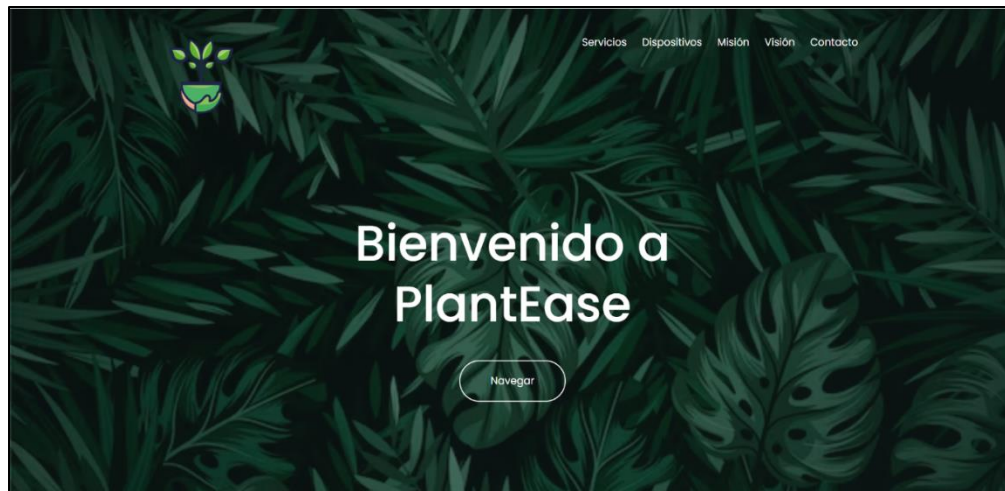 Servicios Dispositivos Misión Visión Contacto
Bienvenido a
PlantEase
Navegar